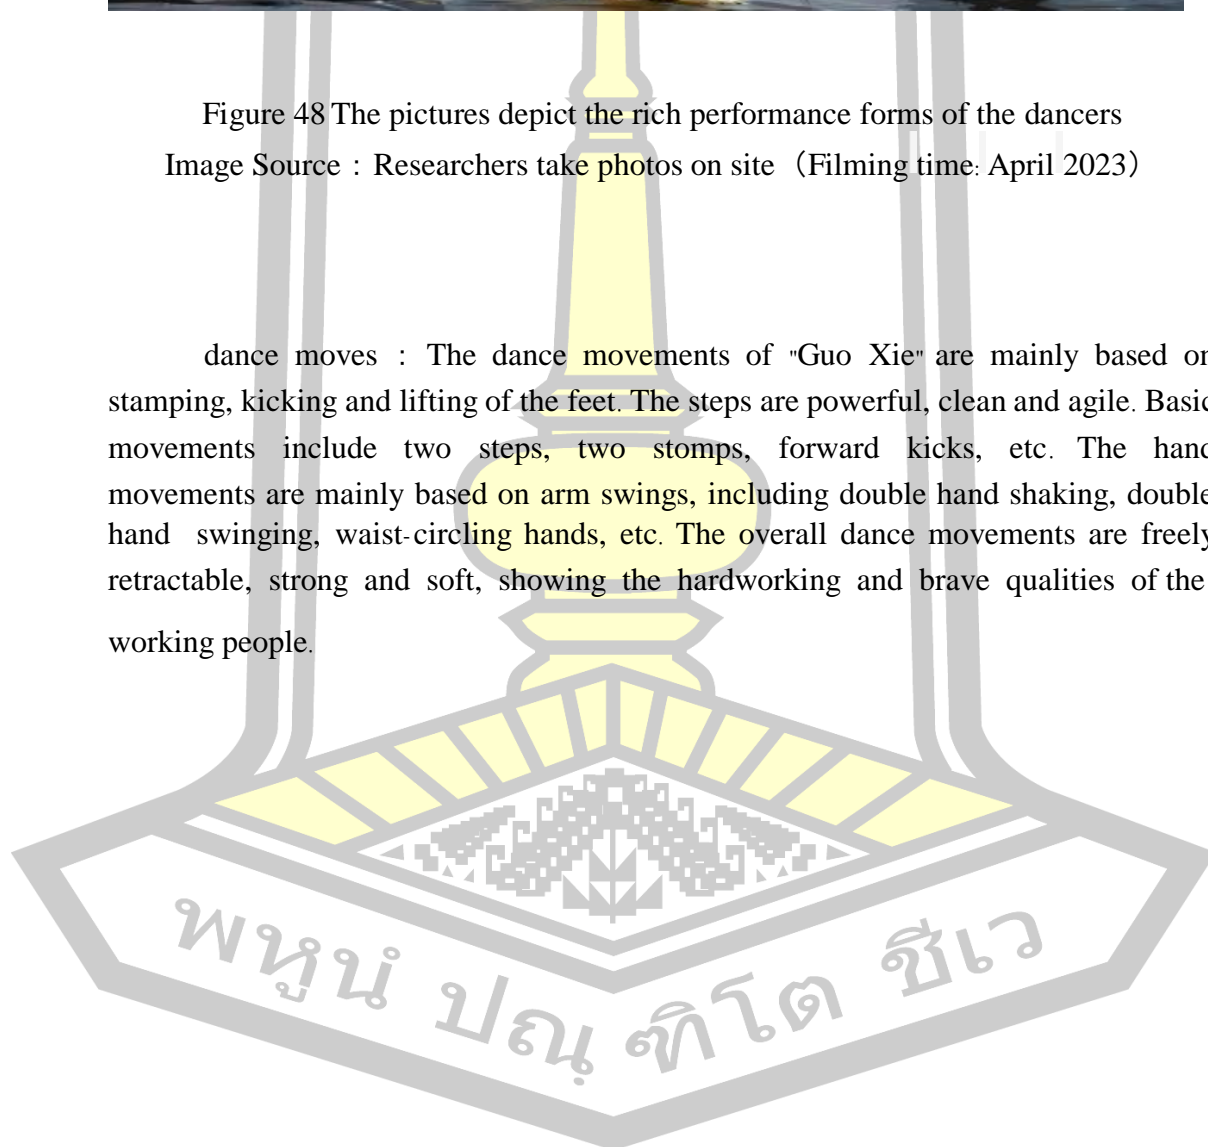 Figure 48 The pictures depict the rich performance forms of the dancers
Image Source：Researchers take photos on site（Filming time: April 2023）
dance moves : The dance movements of "Guo Xie" are mainly based on
stamping, kicking and lifting of the feet. The steps are powerful, clean and agile. Basic
movements include two steps, two stomps, forward kicks, etc. The hand
movements are mainly based on arm swings, including double hand shaking, double
hand swinging, waist-circling hands, etc. The overall dance movements are freely
retractable, strong and soft, showing the hardworking and brave qualities of the
working people.
พหูนํ ปณฺฑิโต ชีเว